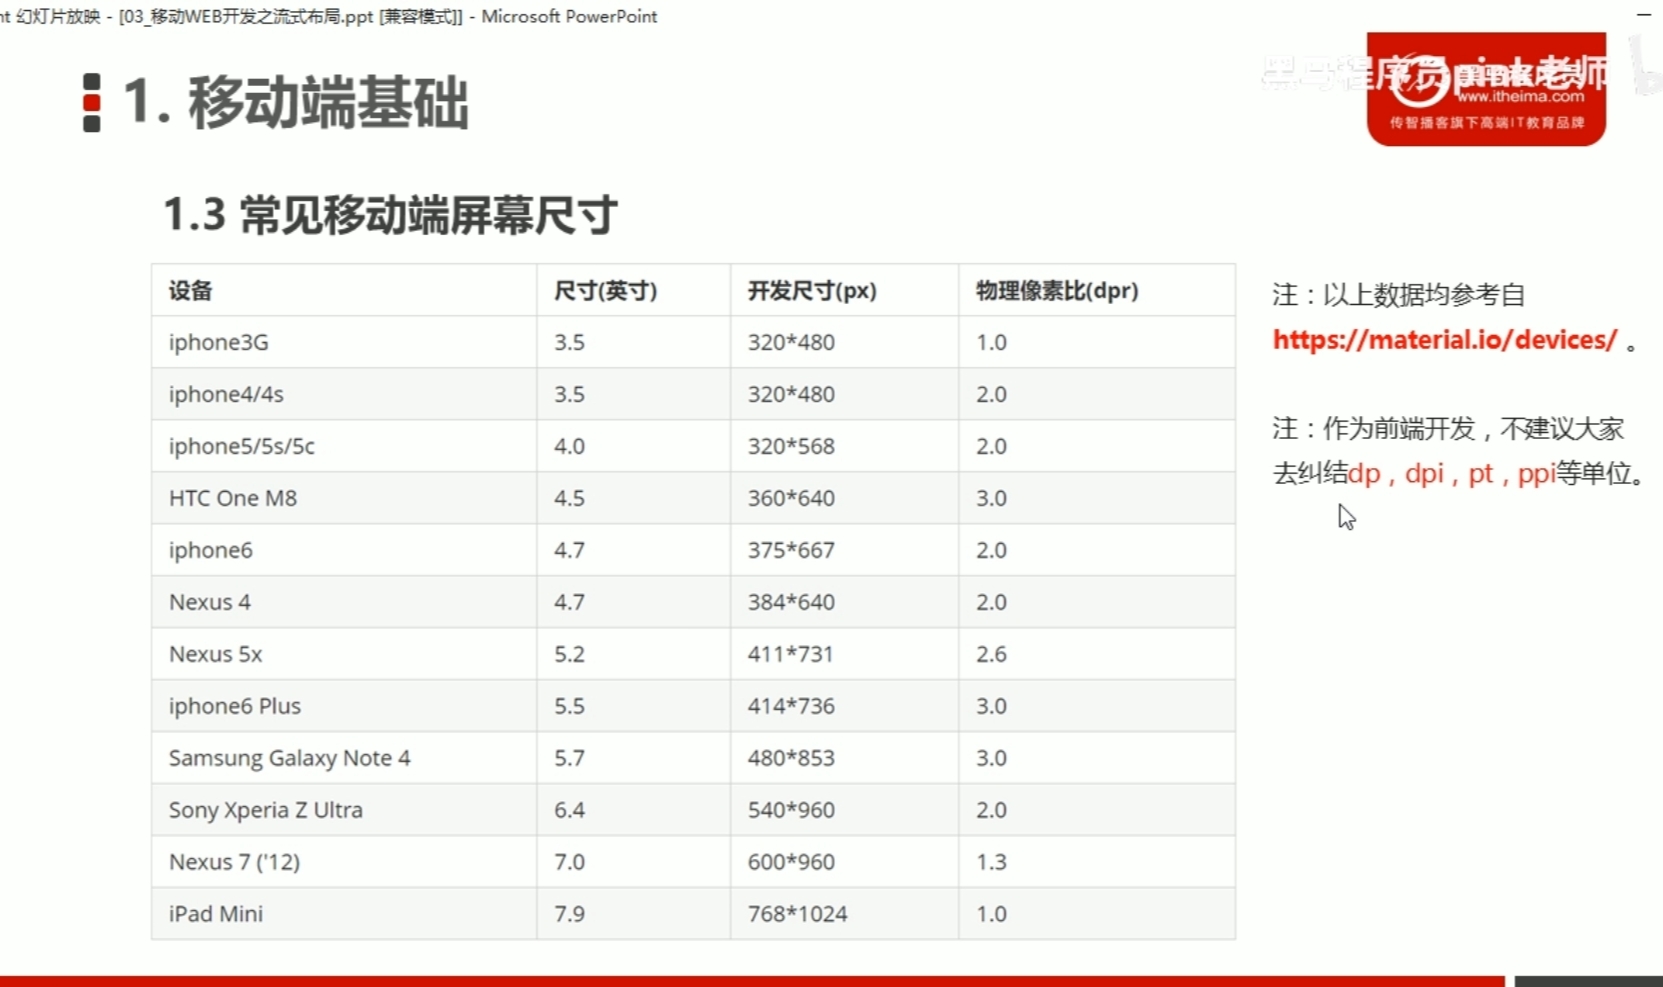 nt 幻灯片放映 - [03_移动WEB开发之流式布局.ppt [兼容模式]] - Microsoft PowerPoint
1. 移动端基础
黑马程序员pink老师
www.itheima.com
传智播客旗下高端IT教育品牌
1.3 常见移动端屏幕尺寸
设备 尺寸(英寸) 开发尺寸(px) 物理像素比(dpr)
iphone3G 3.5 320*480 1.0
iphone4/4s 3.5 320*480 2.0
iphone5/5s/5c 4.0 320*568 2.0
HTC One M8 4.5 360*640 3.0
iphone6 4.7 375*667 2.0
Nexus 4 4.7 384*640 2.0
Nexus 5x 5.2 411*731 2.6
iphone6 Plus 5.5 414*736 3.0
Samsung Galaxy Note 4 5.7 480*853 3.0
Sony Xperia Z Ultra 6.4 540*960 2.0
Nexus 7 ('12) 7.0 600*960 1.3
iPad Mini 7.9 768*1024 1.0
注：以上数据均参考自
https://material.io/devices/ 。
注：作为前端开发，不建议大家
去纠结dp，dpi，pt，ppi等单位。